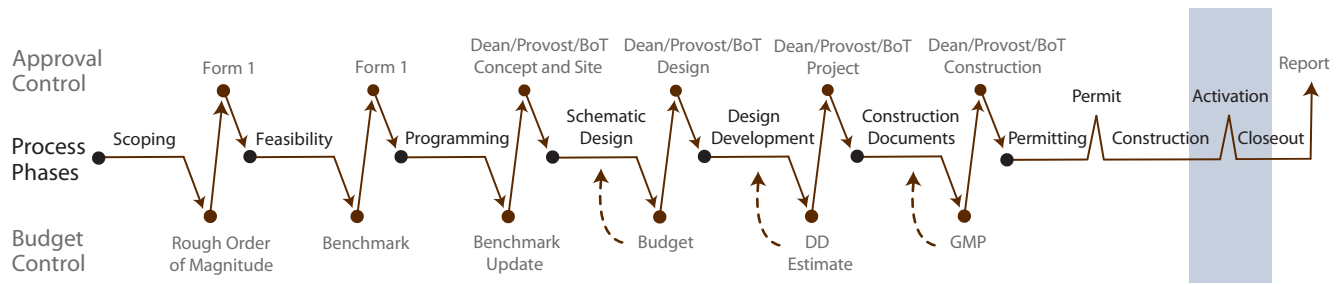 Approval
Control
Form 1
Form 1
Dean/Provost/BoT
Concept and Site
Dean/Provost/BoT
Design
Dean/Provost/BoT
Project
Dean/Provost/BoT
Construction
Permit
Activation
Report
Process
Phases
Scoping
Feasibility
Programming
Schematic
Design
Design
Development
Construction
Documents
Permitting
Construction
Closeout
Budget
Control
Rough Order
of Magnitude
Benchmark
Benchmark
Update
Budget
DD
Estimate
GMP